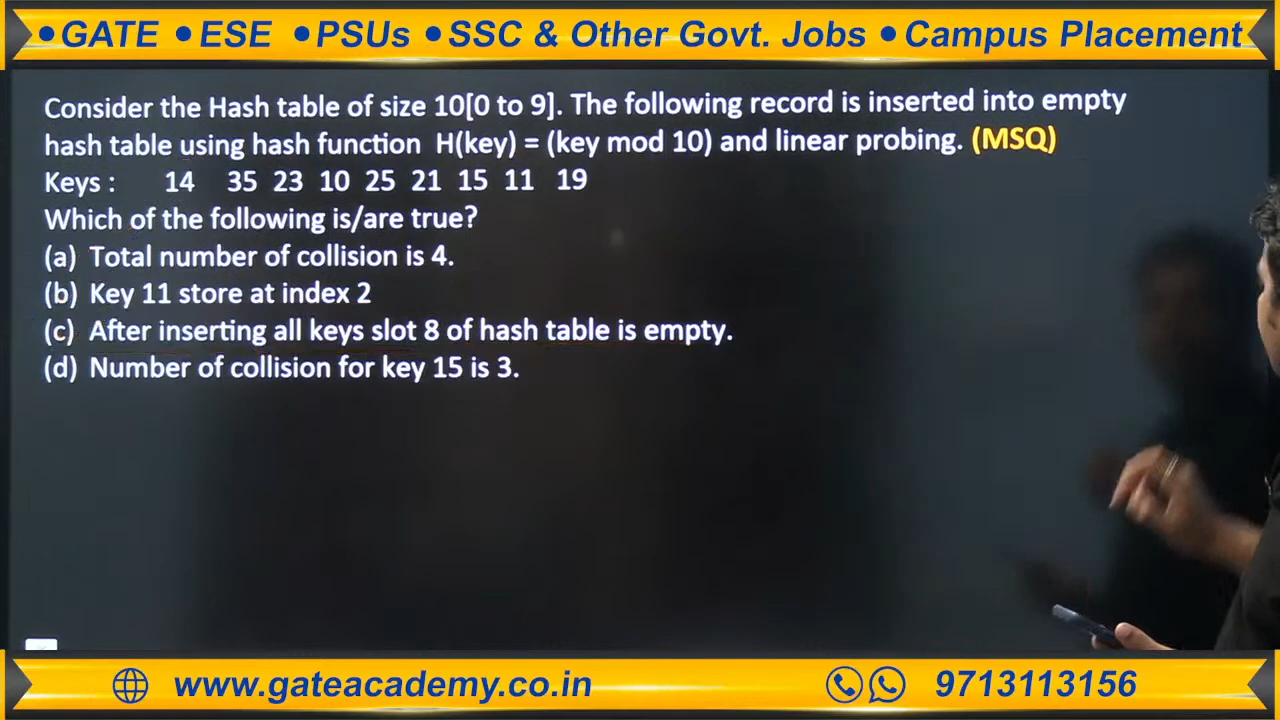 •GATE •ESE •PSUs •SSC & Other Govt. Jobs •Campus Placement
Consider the Hash table of size 10[0 to 9]. The following record is inserted into empty
hash table using hash function H(key) = (key mod 10) and linear probing. (MSQ)
Keys : 14 35 23 10 25 21 15 11 19
Which of the following is/are true?
(a) Total number of collision is 4.
(b) Key 11 store at index 2
(c) After inserting all keys slot 8 of hash table is empty.
(d) Number of collision for key 15 is 3.
www.gateacademy.co.in 9713113156